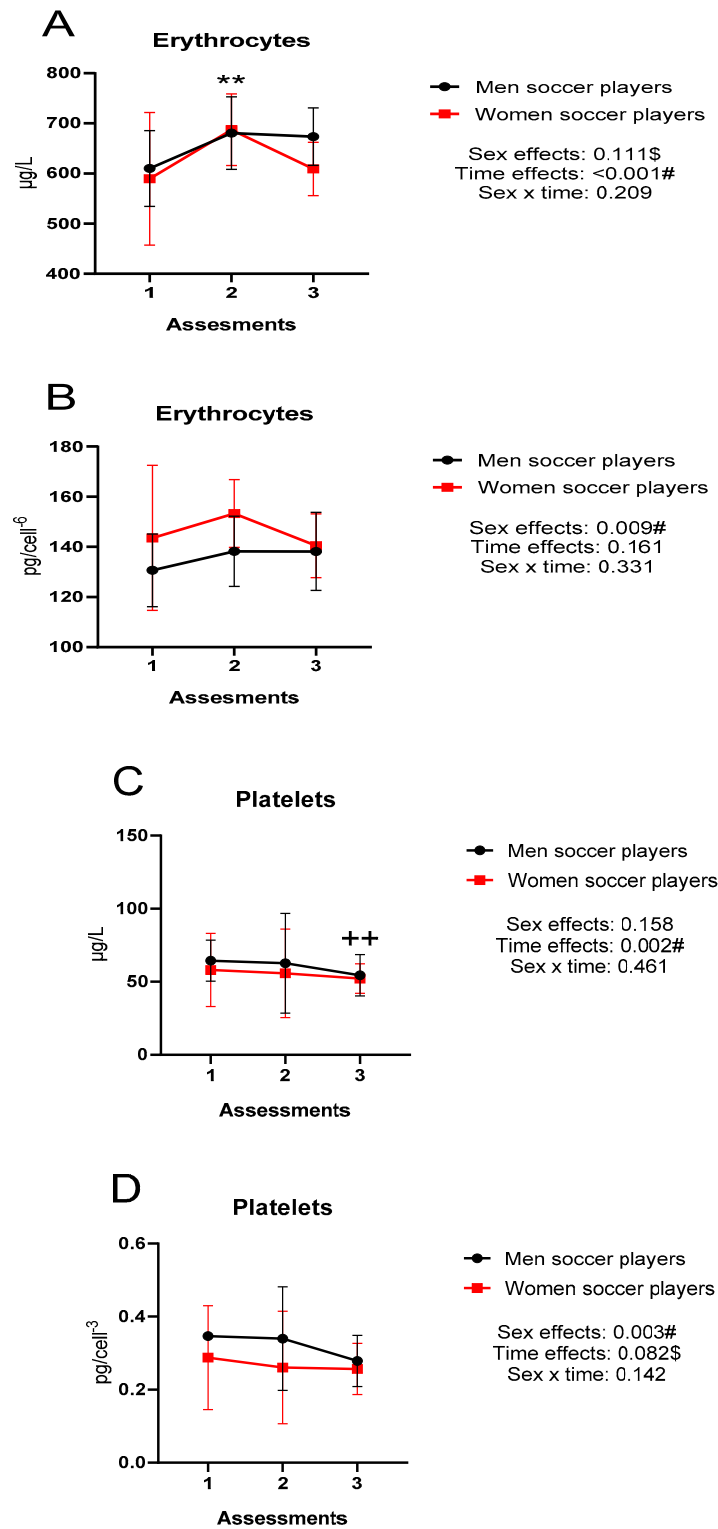 A
Erythrocytes
800
700
600
500
400
µg/L
**
1 2 3
Assesments
Men soccer players
Women soccer players
Sex effects: 0.111$
Time effects: <0.001#
Sex x time: 0.209
B
Erythrocytes
180
160
140
120
100
pg/cell-6
1 2 3
Assesments
Men soccer players
Women soccer players
Sex effects: 0.009#
Time effects: 0.161
Sex x time: 0.331
C
Platelets
150
100
50
0
µg/L
++
1 2 3
Assessments
Men soccer players
Women soccer players
Sex effects: 0.158
Time effects: 0.002#
Sex x time: 0.461
D
Platelets
0.6
0.4
0.2
0.0
pg/cell-3
1 2 3
Assessments
Men soccer players
Women soccer players
Sex effects: 0.003#
Time effects: 0.082$
Sex x time: 0.142